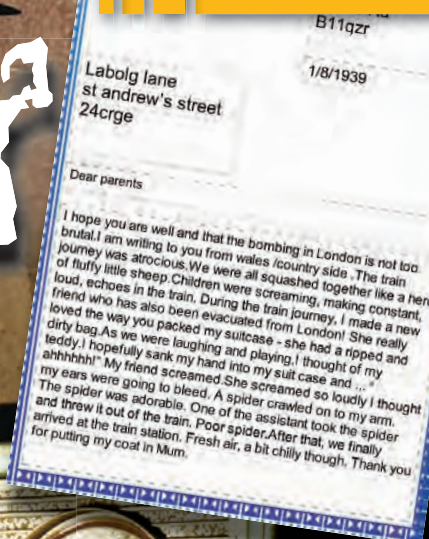 B11qzr
1/8/1939
Labolg lane
st andrew's street
24crge
Dear parents
I hope you are well and that the bombing in London is not too
brutal.I am writing to you from wales /country side .The train
journey was atrocious.We were all squashed together like a her
of fluffy little sheep.Children were screaming, making constant,
loud, echoes in the train. During the train journey, I made a new
friend who has also been evacuated from London! She really
loved the way you packed my suitcase - she had a ripped and
dirty bag.As we were laughing and playing,I thought of my
teddy.I hopefully sank my hand into my suit case and ... "
ahhhhh!" My friend screamed.She screamed so loudly I thought
my ears were going to bleed. A spider crawled on to my arm.
The spider was adorable. One of the assistant took the spider
and threw it out of the train. Poor spider.After that, we finally
arrived at the train station. Fresh air, a bit chilly though. Thank you
for putting my coat in Mum.